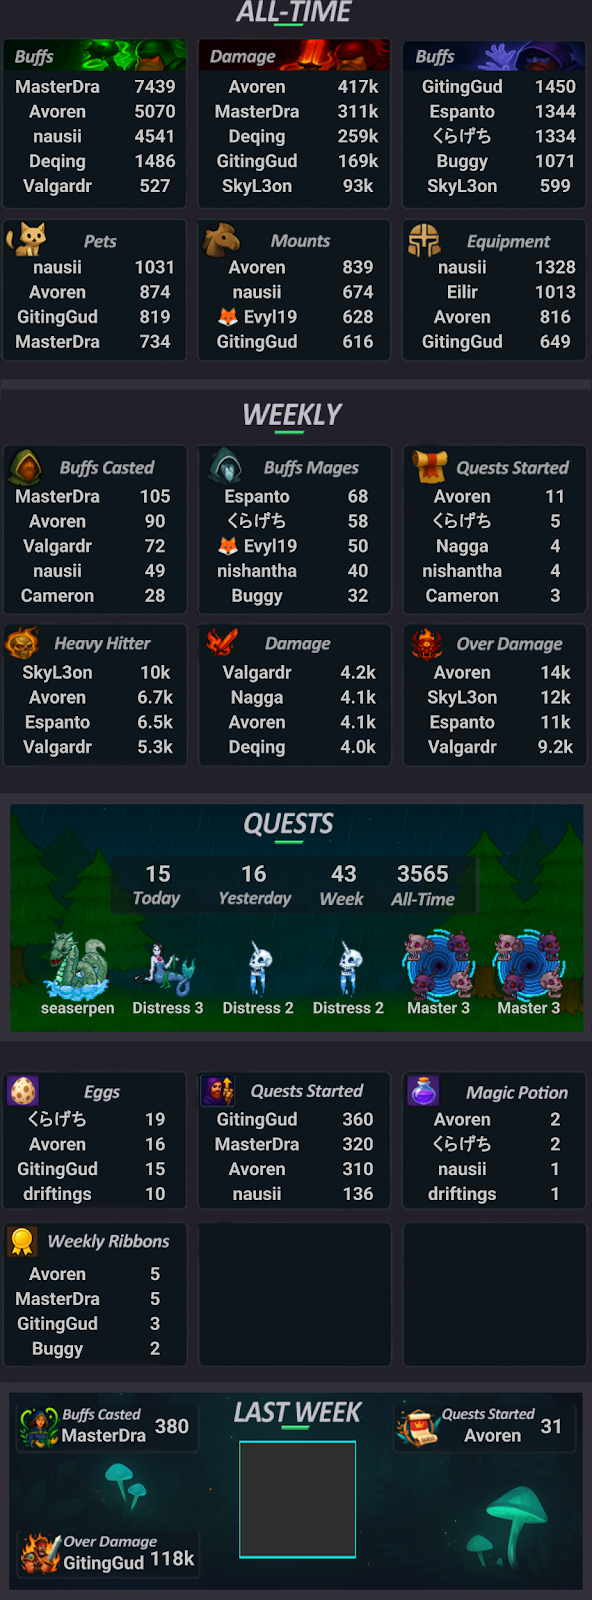 ALL-TIME
Buffs
MasterDra 7439
Avoren 5070
nausii 4541
Deqing 1486
Valgardr 527
Damage
Avoren 417k
MasterDra 311k
Deqing 259k
GitingGud 169k
SkyL3on 93k
Buffs
GitingGud 1450
Espanto 1344
くらげち 1334
Buggy 1071
SkyL3on 599
Pets
nausii 1031
Avoren 874
GitingGud 819
MasterDra 734
Mounts
Avoren 839
nausii 674
🦊 Evyl19 628
GitingGud 616
Equipment
nausii 1328
Eilir 1013
Avoren 816
GitingGud 649
WEEKLY
Buffs Casted
MasterDra 105
Avoren 90
Valgardr 72
nausii 49
Cameron 28
Buffs Mages
Espanto 68
くらげち 58
🦊 Evyl19 50
nishantha 40
Buggy 32
Quests Started
Avoren 11
くらげち 5
Nagga 4
nishantha 4
Cameron 3
Heavy Hitter
SkyL3on 10k
Avoren 6.7k
Espanto 6.5k
Valgardr 5.3k
Damage
Valgardr 4.2k
Nagga 4.1k
Avoren 4.1k
Deqing 4.0k
Over Damage
Avoren 14k
SkyL3on 12k
Espanto 11k
Valgardr 9.2k
QUESTS
15 16 43 3565
Today Yesterday Week All-Time
seaserpen Distress 3 Distress 2 Distress 2 Master 3 Master 3
Eggs
くらげち 19
Avoren 16
GitingGud 15
driftings 10
Quests Started
GitingGud 360
MasterDra 320
Avoren 310
nausii 136
Magic Potion
Avoren 2
くらげち 2
nausii 1
driftings 1
Weekly Ribbons
Avoren 5
MasterDra 5
GitingGud 3
Buggy 2
LAST WEEK
Buffs Casted
MasterDra 380
Quests Started
Avoren 31
Over Damage
GitingGud 118k